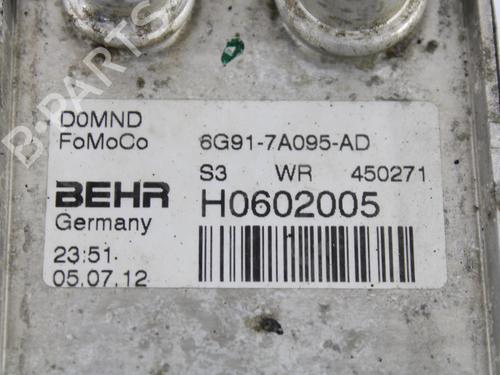 D0MND
FoMoCo 6G91-7A095-AD
S3 WR 450271
BEHR H0602005
Germany
23:51
05.07.12
B-PARTS